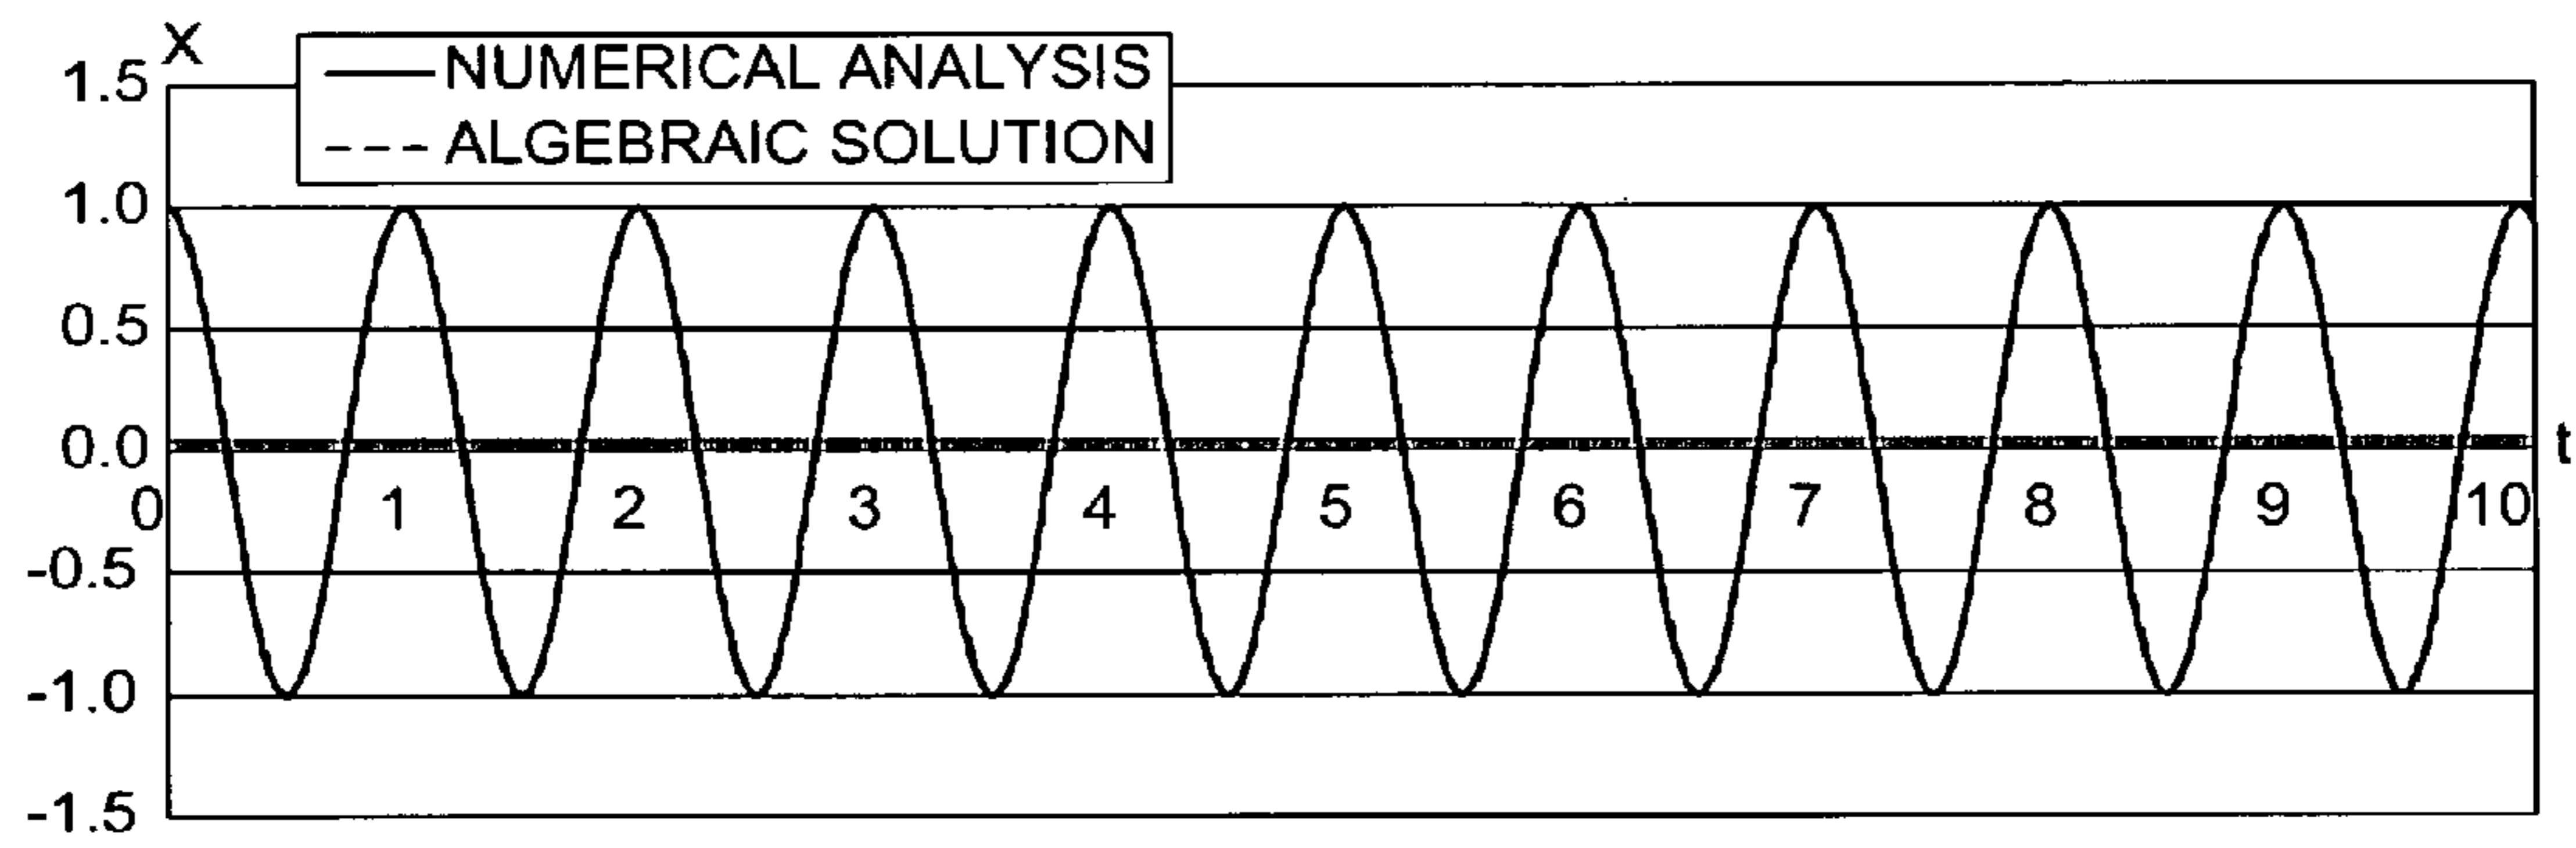 X
1.5
NUMERICAL ANALYSIS
ALGEBRAIC SOLUTION
1.0
0.5
0.0
t
0 1 2 3 4 5 6 7 8 9 10
-0.5
-1.0
-1.5